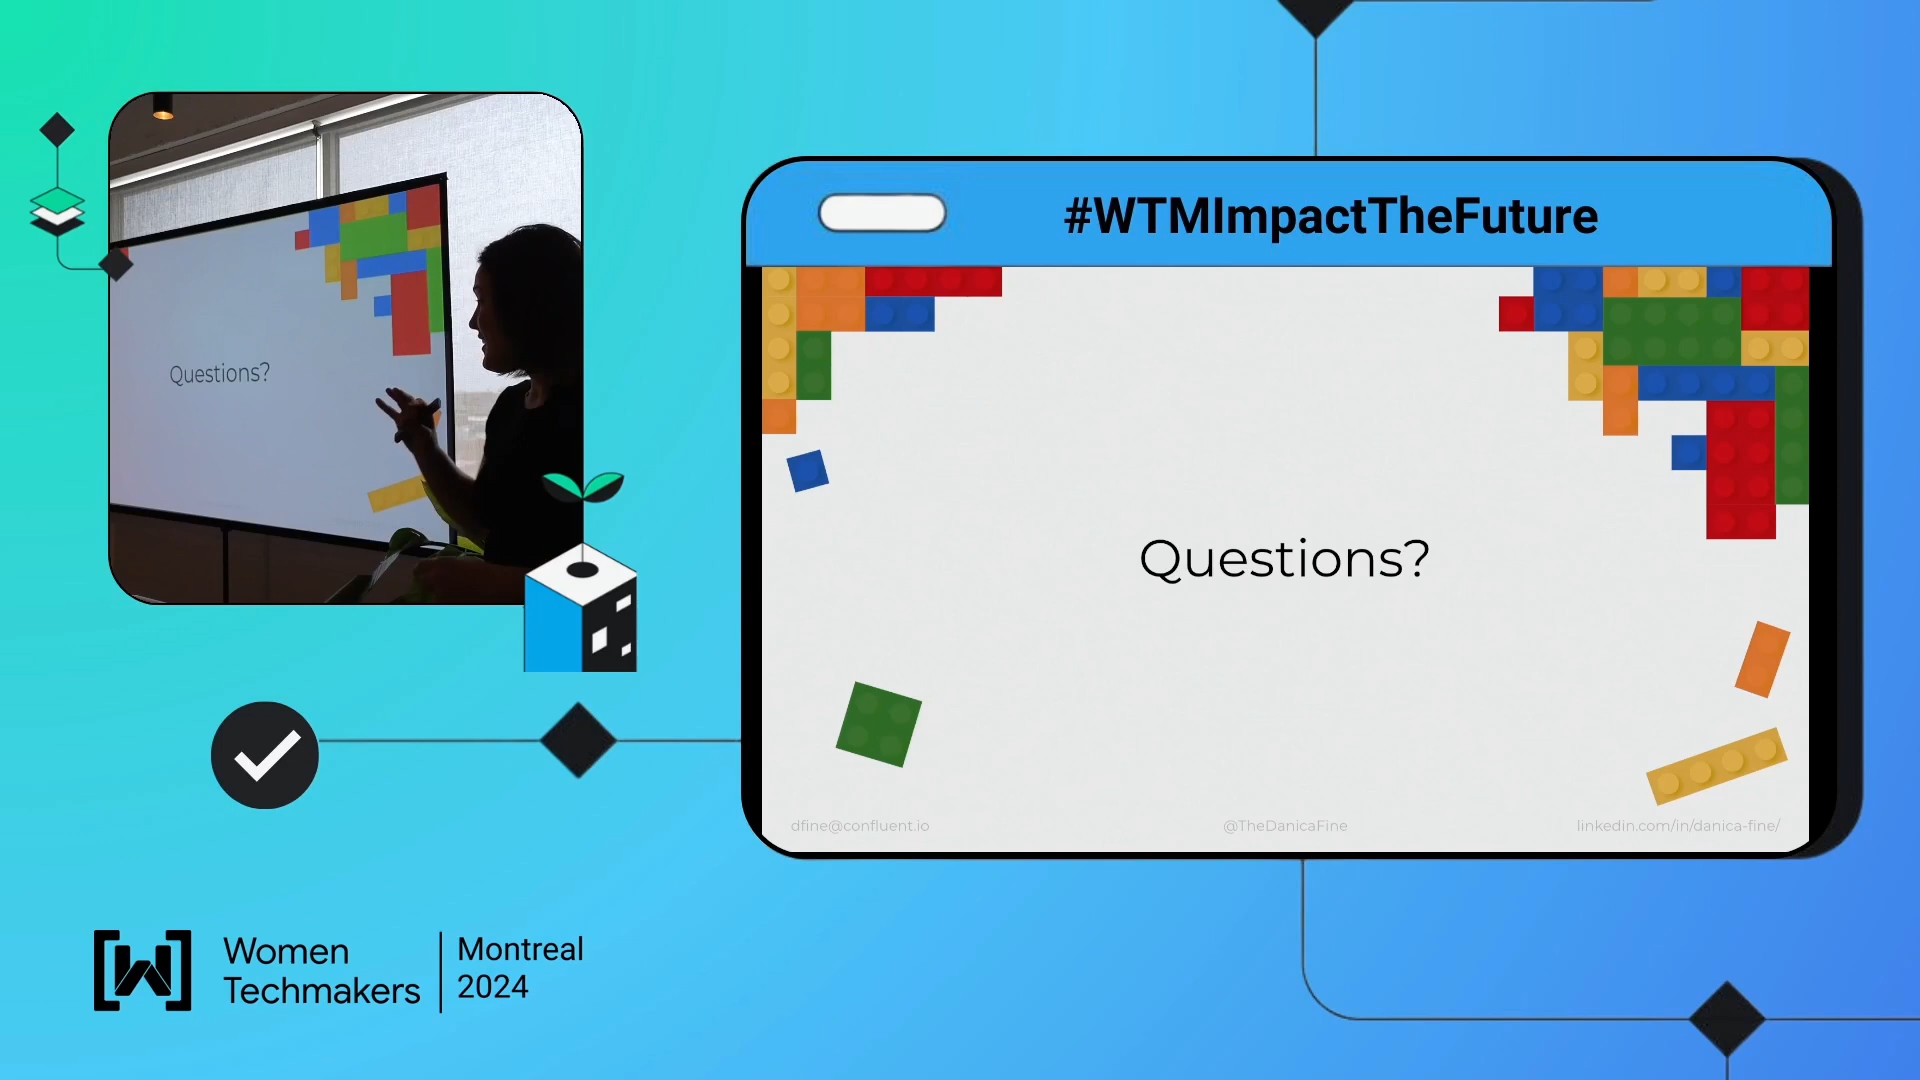 Questions?
#WTMImpactTheFuture
Questions?
dfine@confluent.io
@TheDanicaFine
linkedin.com/in/danica-fine/
Women
Techmakers
Montreal
2024